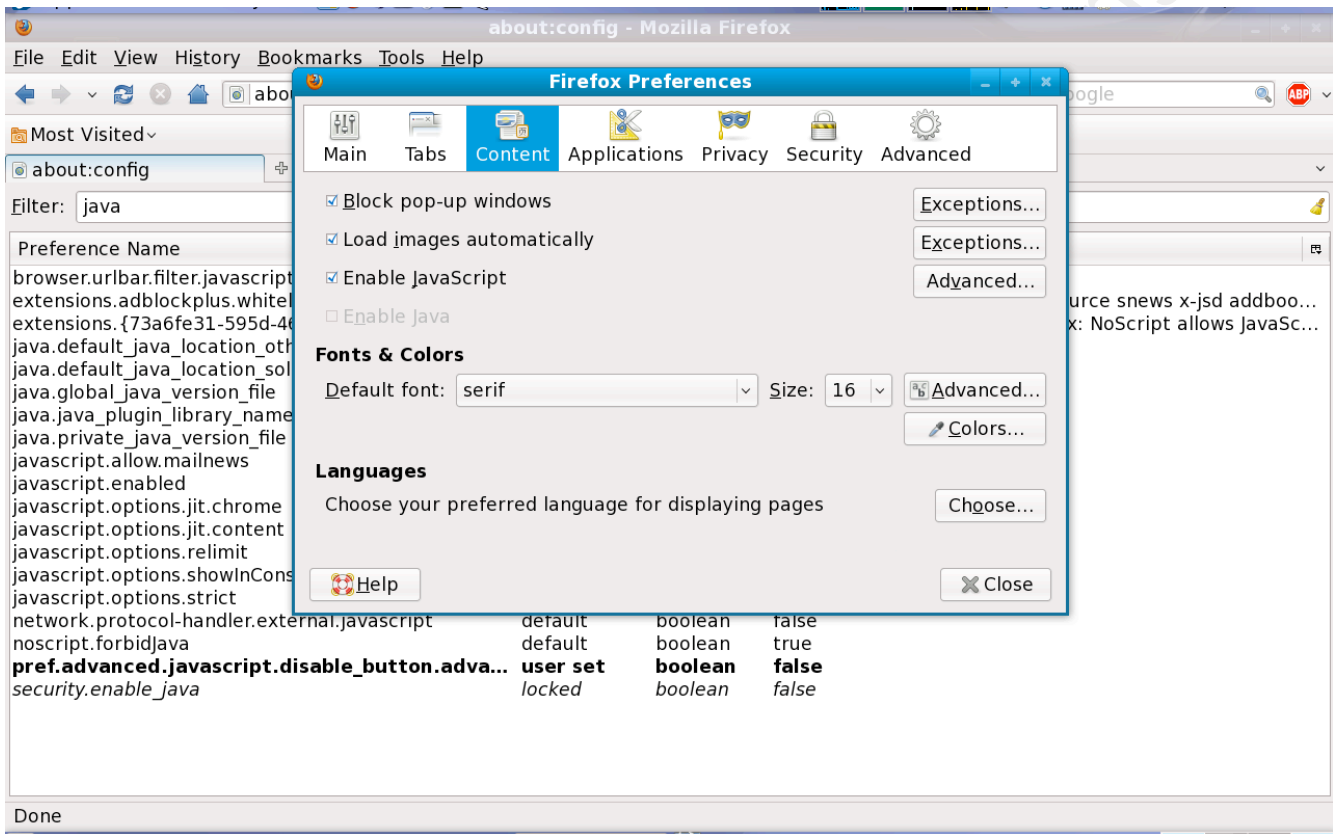 about:config - Mozilla Firefox
File Edit View History Bookmarks Tools Help
Firefox Preferences
abou
oogle
ABP
Most Visited
Main Tabs Content Applications Privacy Security Advanced
about:config
Filter: java
Block pop-up windows Exceptions...
Load images automatically Exceptions...
Enable JavaScript Advanced...
Enable Java
Fonts & Colors
Default font: serif Size: 16 Advanced...
Colors...
Languages
Choose your preferred language for displaying pages Choose...
Help Close
Preference Name
browser.urlbar.filter.javascript
extensions.adblockplus.whitel urce snews x-jsd addboo...
extensions.{73a6fe31-595d-46 x: NoScript allows JavaSc...
java.default_java_location_oth
java.default_java_location_sol
java.global_java_version_file
java.java_plugin_library_name
java.private_java_version_file
javascript.allow.mailnews
javascript.enabled
javascript.options.jit.chrome
javascript.options.jit.content
javascript.options.relimit
javascript.options.showInCons
javascript.options.strict
network.protocol-handler.external.javascript default boolean false
noscript.forbidJava default boolean true
pref.advanced.javascript.disable_button.adva... user set boolean false
security.enable_java locked boolean false
Done